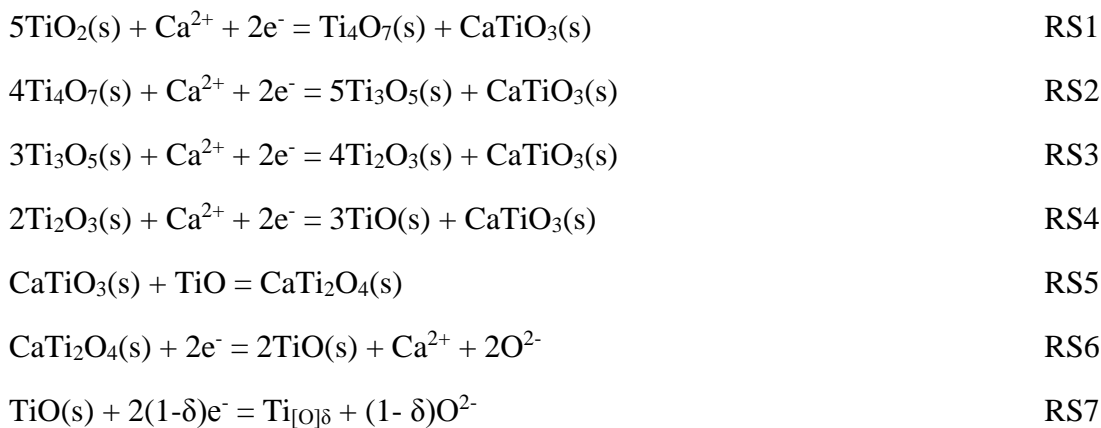 5TiO₂(s) + Ca²⁺ + 2e⁻ = Ti₄O₇(s) + CaTiO₃(s) RS1
4Ti₄O₇(s) + Ca²⁺ + 2e⁻ = 5Ti₃O₅(s) + CaTiO₃(s) RS2
3Ti₃O₅(s) + Ca²⁺ + 2e⁻ = 4Ti₂O₃(s) + CaTiO₃(s) RS3
2Ti₂O₃(s) + Ca²⁺ + 2e⁻ = 3TiO(s) + CaTiO₃(s) RS4
CaTiO₃(s) + TiO = CaTi₂O₄(s) RS5
CaTi₂O₄(s) + 2e⁻ = 2TiO(s) + Ca²⁺ + 2O²⁻ RS6
TiO(s) + 2(1-δ)e⁻ = Ti[O]δ + (1- δ)O²⁻ RS7